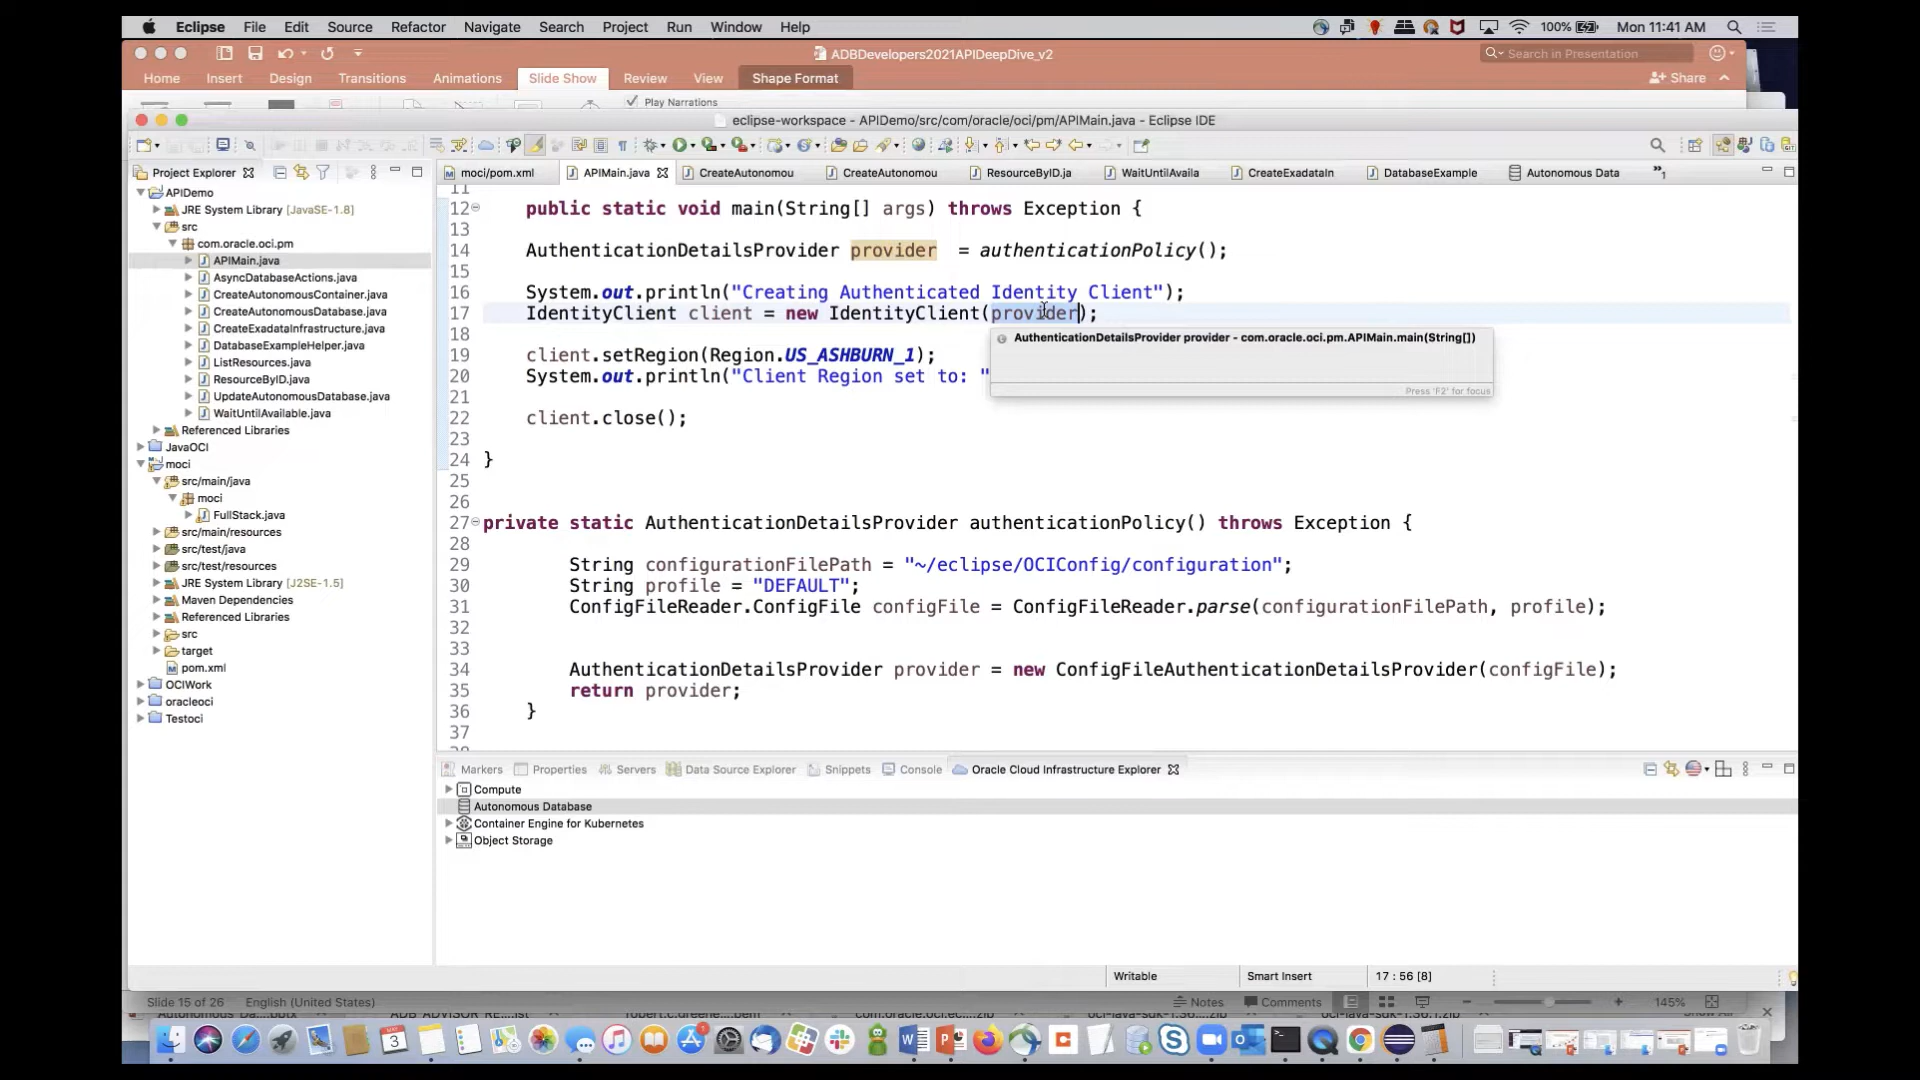 Eclipse File Edit Source Refactor Navigate Search Project Run Window Help 100% Mon 11:41 AM
ADBDevelopers2021APIDeepDive_v2 Search in Presentation
Home Insert Design Transitions Animations Slide Show Review View Shape Format Share
Play Narrations
eclipse-workspace - APIDemo/src/com/oracle/oci/pm/APIMain.java - Eclipse IDE
Project Explorer
moci/pom.xml APIMain.java CreateAutonomou CreateAutonomou ResourceByID.ja WaitUntilAvaila CreateExadataIn DatabaseExample Autonomous Data
APIDemo
JRE System Library [JavaSE-1.8]
src
com.oracle.oci.pm
APIMain.java
AsyncDatabaseActions.java
CreateAutonomousContainer.java
CreateAutonomousDatabase.java
CreateExadataInfrastructure.java
DatabaseExampleHelper.java
ListResources.java
ResourceByID.java
UpdateAutonomousDatabase.java
WaitUntilAvailable.java
Referenced Libraries
JavaOCI
moci
src/main/java
moci
FullStack.java
src/main/resources
src/test/java
src/test/resources
JRE System Library [J2SE-1.5]
Maven Dependencies
Referenced Libraries
src
target
pom.xml
OCIWork
oracleoci
Testoci
11
12 public static void main(String[] args) throws Exception {
13
14 AuthenticationDetailsProvider provider = authenticationPolicy();
15
16 System.out.println("Creating Authenticated Identity Client");
17 IdentityClient client = new IdentityClient(provider);
18
AuthenticationDetailsProvider provider - com.oracle.oci.pm.APIMain.main(String[])
Press 'F2' for focus
19 client.setRegion(Region.US_ASHBURN_1);
20 System.out.println("Client Region set to: "
21
22 client.close();
23
24 }
25
26
27 private static AuthenticationDetailsProvider authenticationPolicy() throws Exception {
28
29 String configurationFilePath = "~/eclipse/OCIConfig/configuration";
30 String profile = "DEFAULT";
31 ConfigFileReader.ConfigFile configFile = ConfigFileReader.parse(configurationFilePath, profile);
32
33
34 AuthenticationDetailsProvider provider = new ConfigFileAuthenticationDetailsProvider(configFile);
35 return provider;
36 }
37
Markers Properties Servers Data Source Explorer Snippets Console Oracle Cloud Infrastructure Explorer
Compute
Autonomous Database
Container Engine for Kubernetes
Object Storage
Writable Smart Insert 17 : 56 [8]
Slide 15 of 26 English (United States) Notes Comments 145%